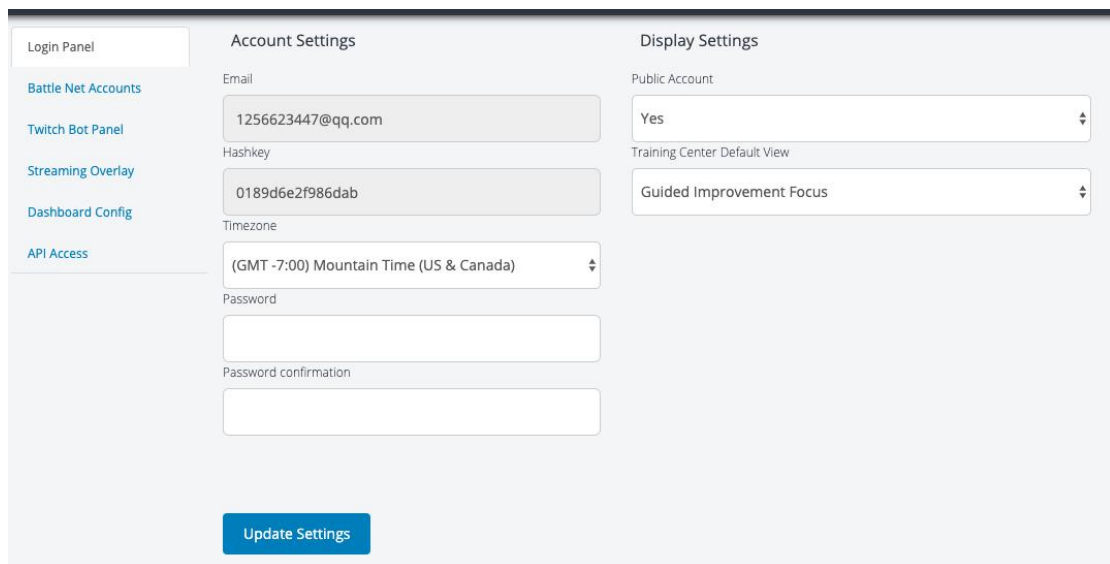 Login Panel
Battle Net Accounts
Twitch Bot Panel
Streaming Overlay
Dashboard Config
API Access
Account Settings
Email
1256623447@qq.com
Hashkey
0189d6e2f986dab
Timezone
(GMT -7:00) Mountain Time (US & Canada)
Password
Password confirmation
Update Settings
Display Settings
Public Account
Yes
Training Center Default View
Guided Improvement Focus